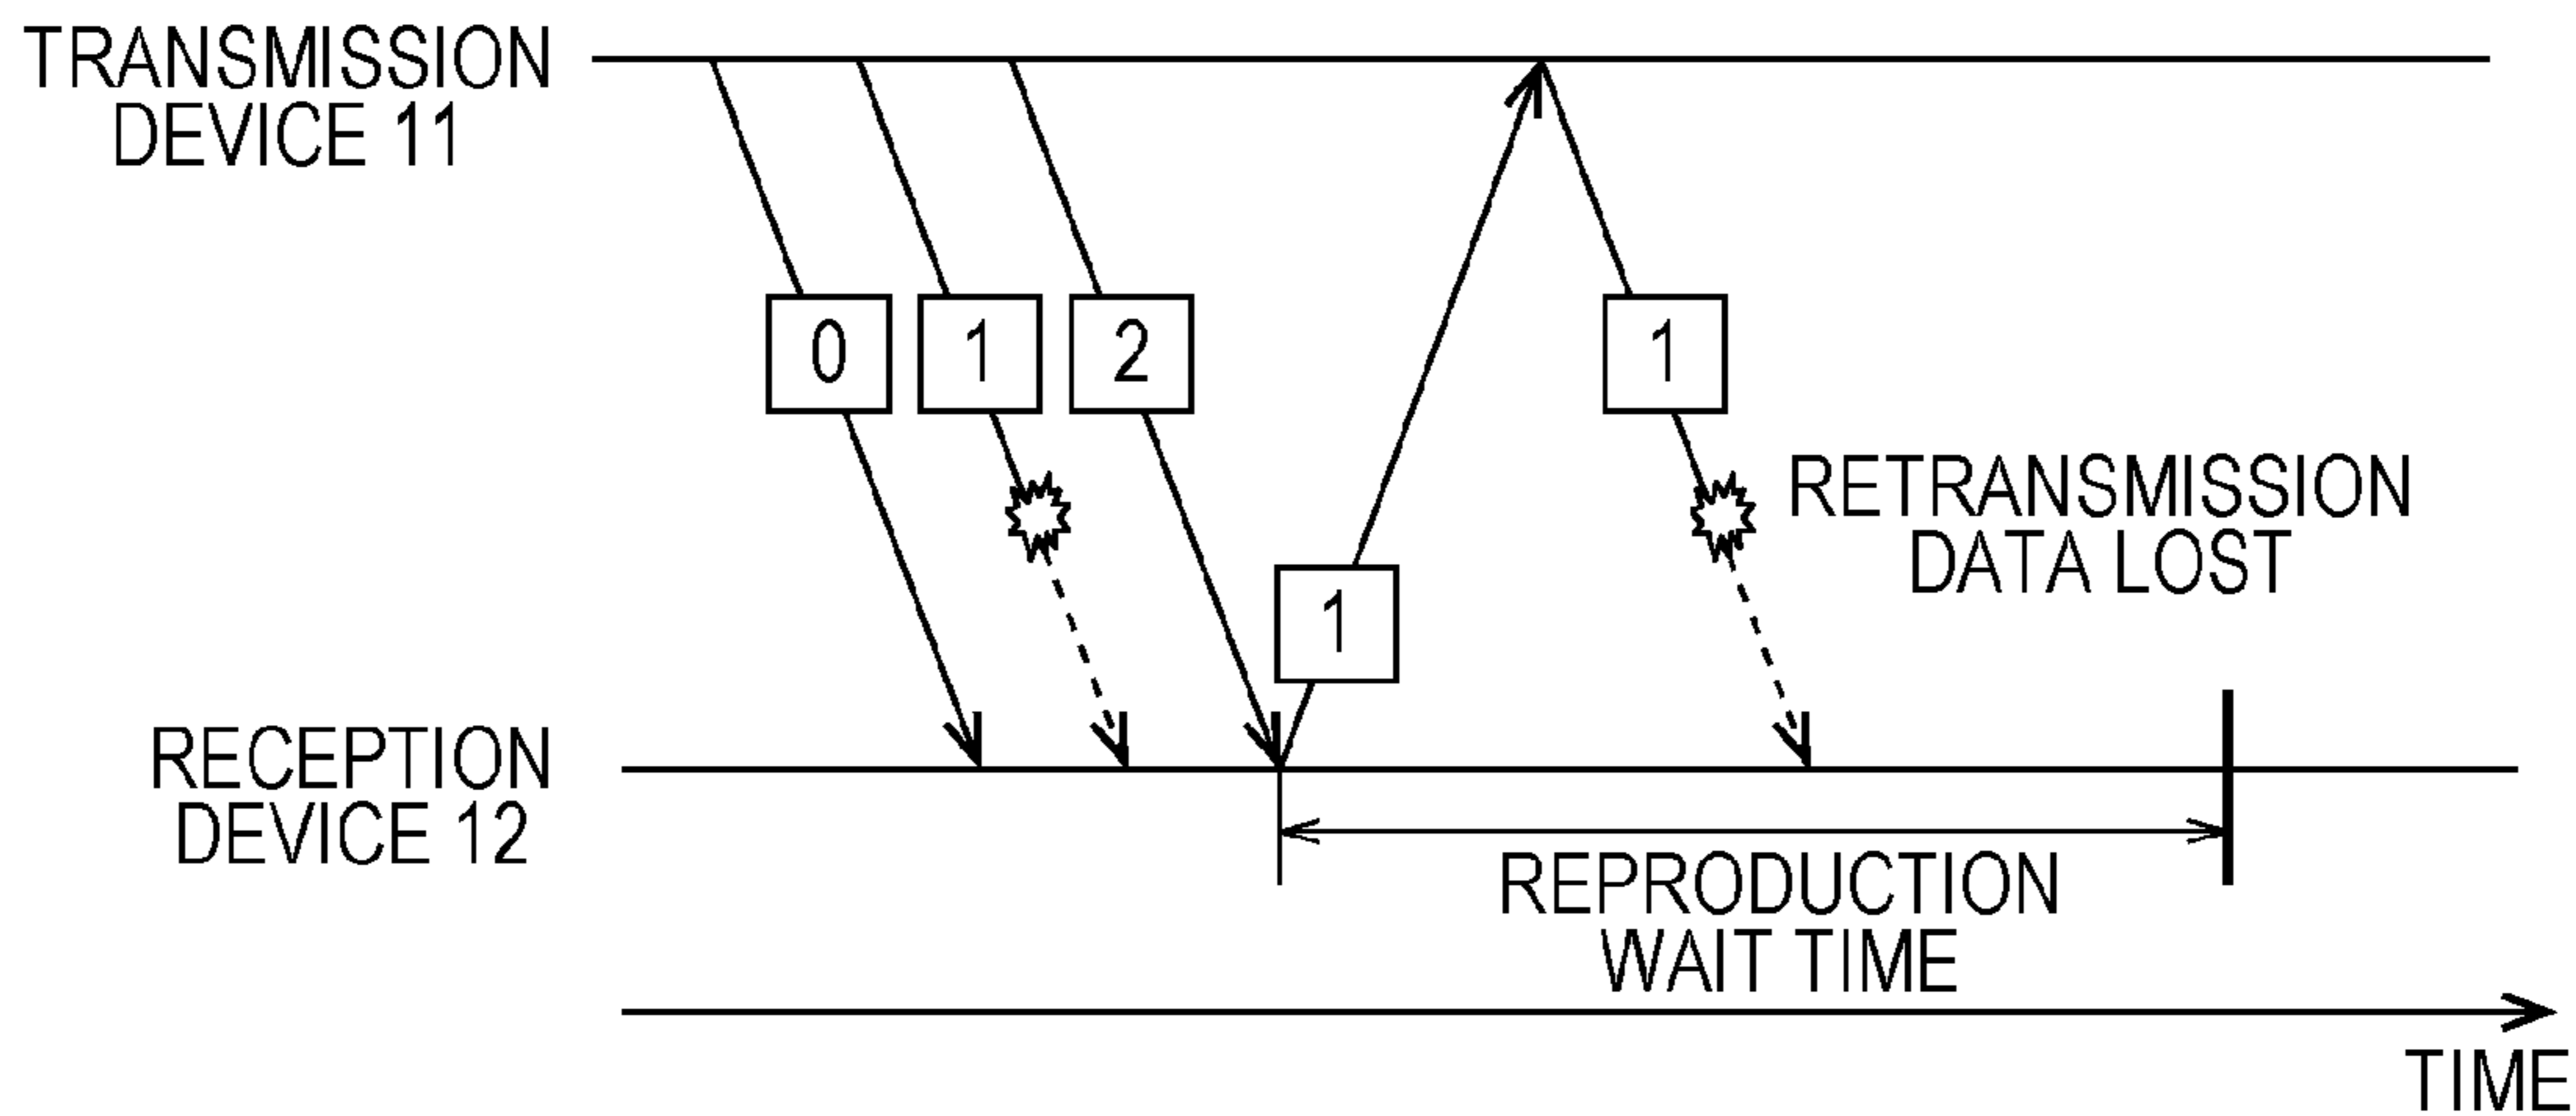 TRANSMISSION
DEVICE 11
0
1
2
1
1
RETRANSMISSION
DATA LOST
RECEPTION
DEVICE 12
REPRODUCTION
WAIT TIME
TIME